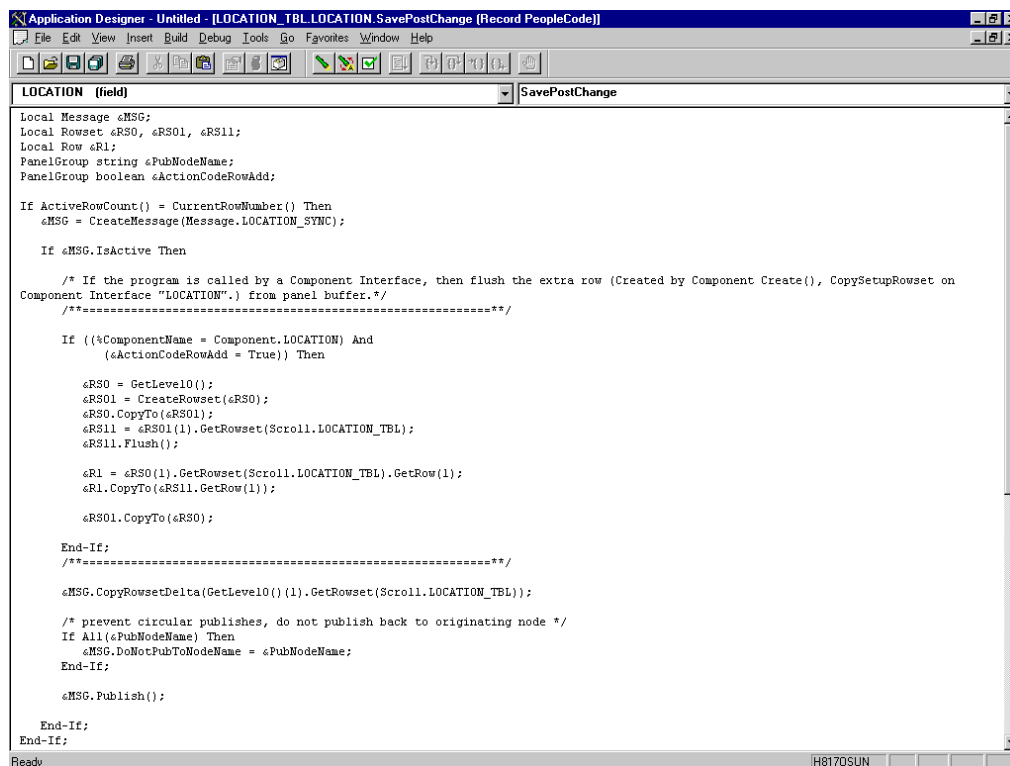 Application Designer - Untitled - [LOCATION_TBL.LOCATION.SavePostChange (Record PeopleCode)]
File Edit View Insert Build Debug Tools Go Favorites Window Help
LOCATION (field) SavePostChange
Local Message &MSG;
Local Rowset &RS0, &RS01, &RS11;
Local Row &R1;
PanelGroup string &PubNodeName;
PanelGroup boolean &ActionCodeRowAdd;
If ActiveRowCount() = CurrentRowNumber() Then
&MSG = CreateMessage(Message.LOCATION_SYNC);
If &MSG.IsActive Then
/* If the program is called by a Component Interface, then flush the extra row (Created by Component Create(), CopySetupRowset on
Component Interface "LOCATION".) from panel buffer.*/
/**===========================================================**/
If ((%ComponentName = Component.LOCATION) And
(&ActionCodeRowAdd = True)) Then
&RS0 = GetLevel0();
&RS01 = CreateRowset(&RS0);
&RS0.CopyTo(&RS01);
&RS11 = &RS01(1).GetRowset(Scroll.LOCATION_TBL);
&RS11.Flush();
&R1 = &RS0(1).GetRowset(Scroll.LOCATION_TBL).GetRow(1);
&R1.CopyTo(&RS11.GetRow(1));
&RS01.CopyTo(&RS0);
End-If;
/**===========================================================**/
&MSG.CopyRowsetDelta(GetLevel0()(1).GetRowset(Scroll.LOCATION_TBL));
/* prevent circular publishes, do not publish back to originating node */
If All(&PubNodeName) Then
&MSG.DoNotPubToNodeName = &PubNodeName;
End-If;
&MSG.Publish();
End-If;
End-If;
Ready H8170SUN